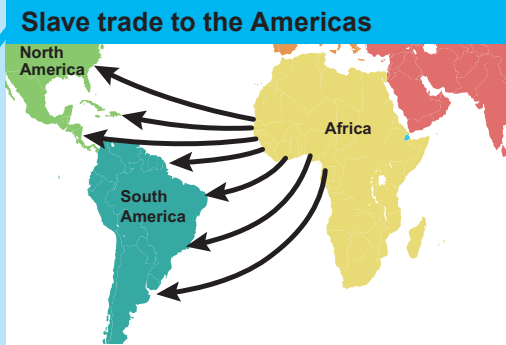 Slave trade to the Americas
North
America
Africa
South
America